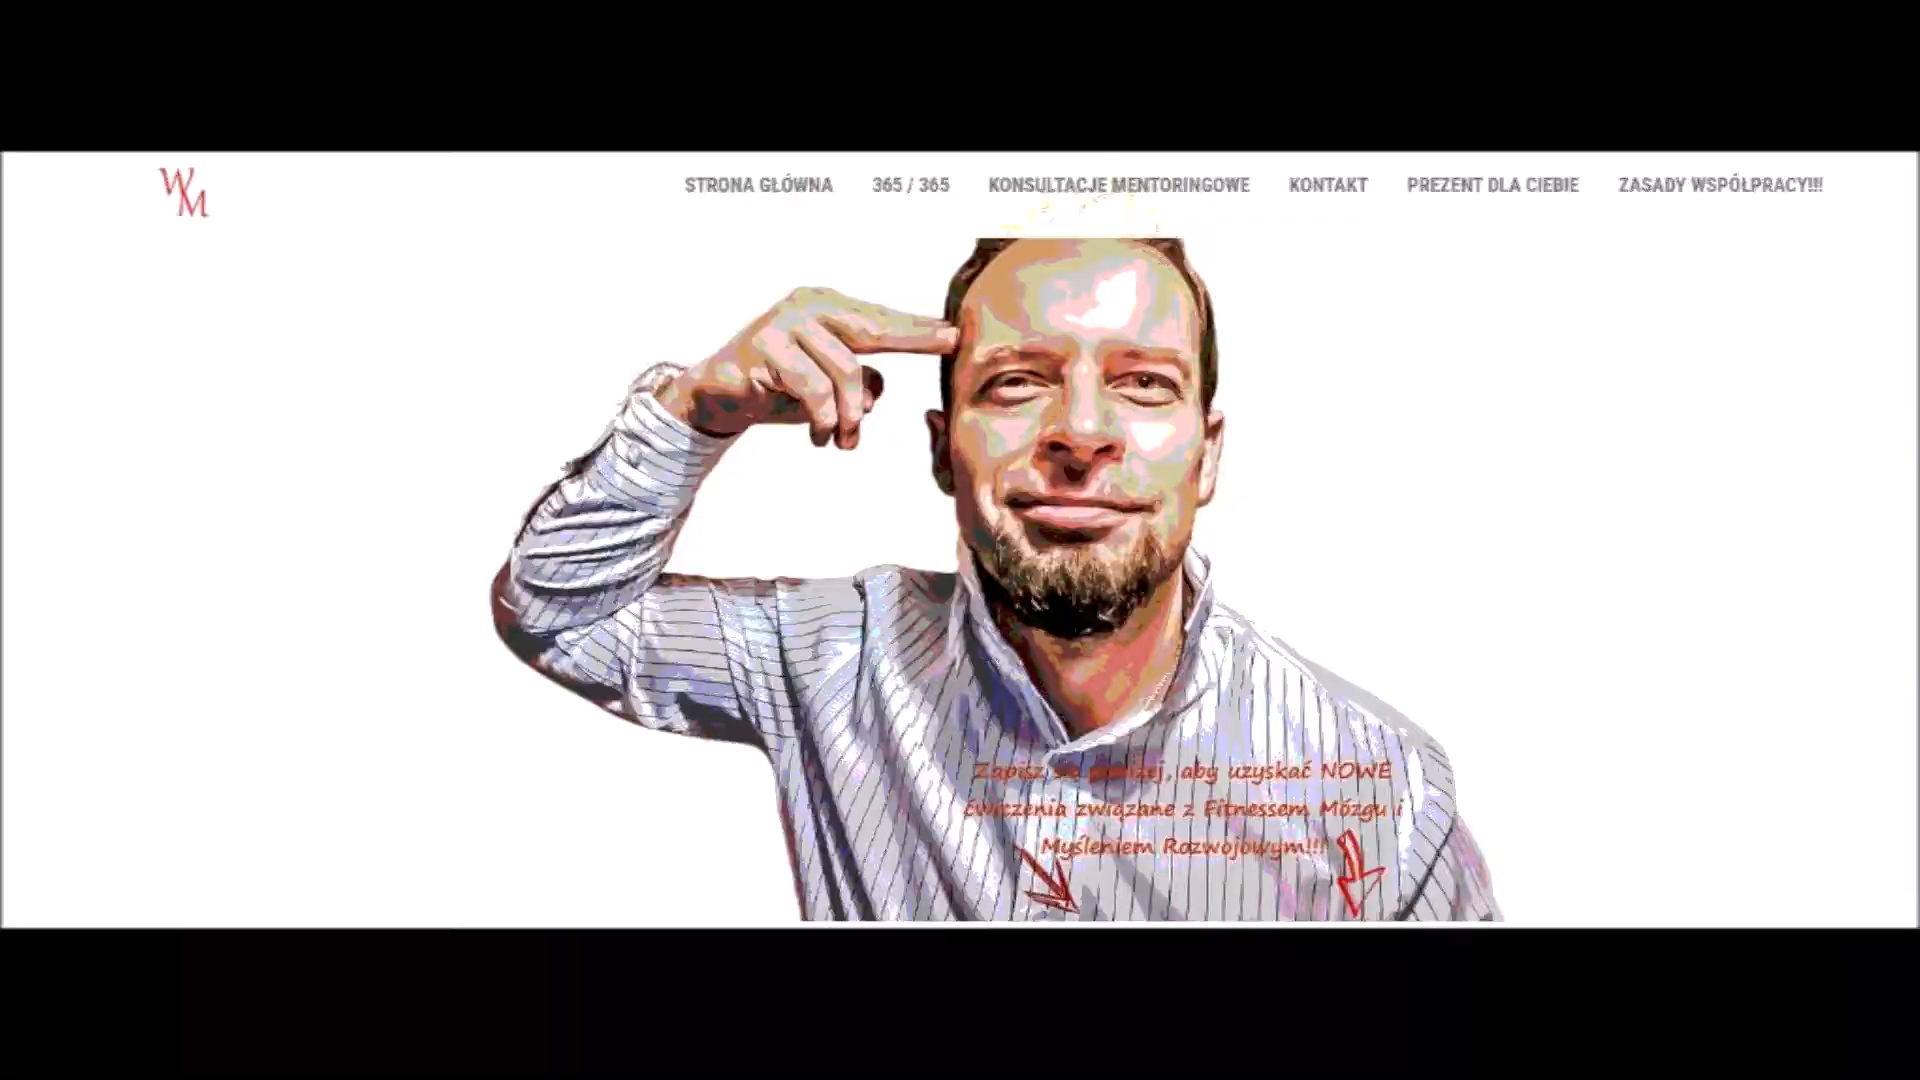 WM
STRONA GŁÓWNA 365 / 365 KONSULTACJE MENTORINGOWE KONTAKT PREZENT DLA CIEBIE ZASADY WSPÓŁPRACY!!!
Zapisz się poniżej, aby uzyskać NOWE
ćwiczenia związane z Fitnessem Mózgu i
Myśleniem Rozwojowym!!!